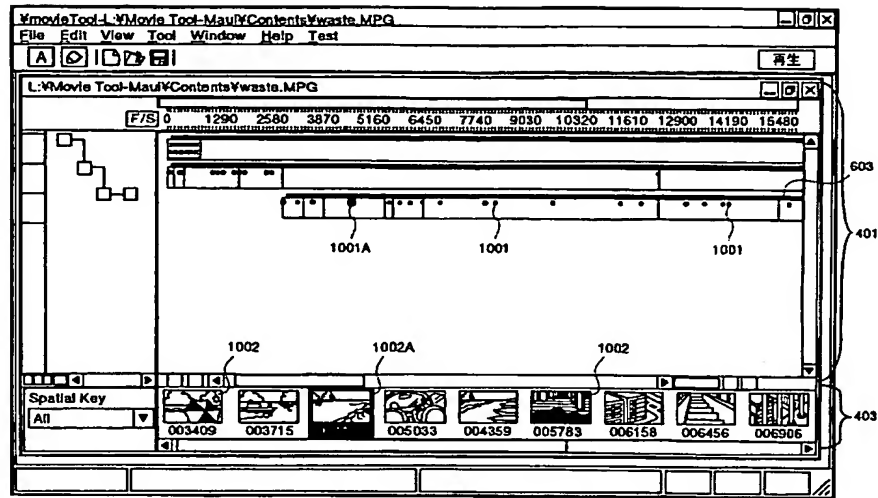 ¥movieTool-L:¥Movie Tool-Maui¥Contents¥waste.MPG
File Edit View Tool Window Help Test
A
再生
L:¥Movie Tool-Maui¥Contents¥waste.MPG
F/S 0 1290 2580 3870 5160 6450 7740 9030 10320 11610 12900 14190 15480
603
401
1001A 1001 1001
1002 1002A 1002
Spatial Key
All
003409 003715 005033 004359 005783 006158 006456 006906
403